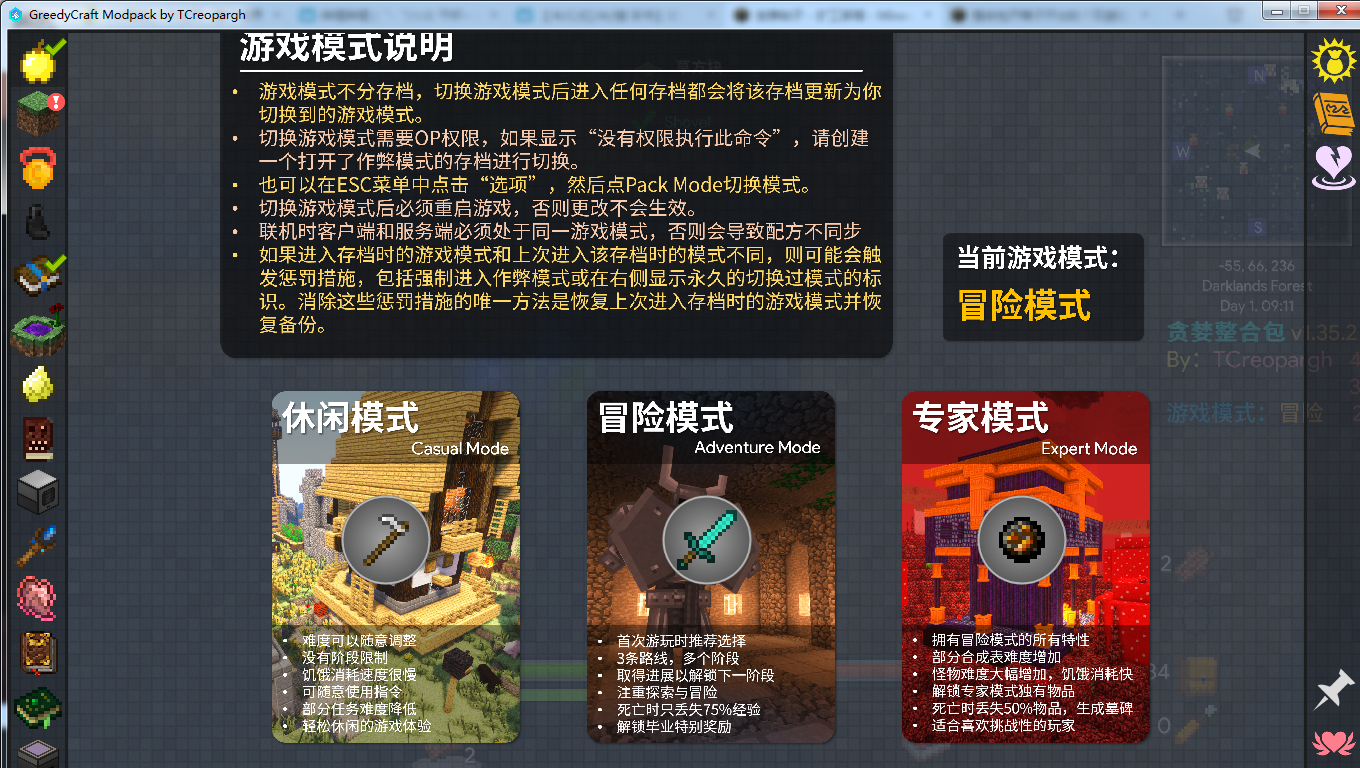 GreedyCraft Modpack by TCreopargh
游戏模式说明
• 游戏模式不分存档，切换游戏模式后进入任何存档都会将该存档更新为你
切换到的游戏模式。
• 切换游戏模式需要OP权限，如果显示“没有权限执行此命令”，请创建
一个打开了作弊模式的存档进行切换。
• 也可以在ESC菜单中点击“选项”，然后点Pack Mode切换模式。
• 切换游戏模式后必须重启游戏，否则更改不会生效。
• 联机时客户端和服务端必须处于同一游戏模式，否则会导致配方不同步
• 如果进入存档时的游戏模式和上次进入该存档时的模式不同，则可能会触
发惩罚措施，包括强制进入作弊模式或在右侧显示永久的切换过模式的标
识。消除这些惩罚措施的唯一方法是恢复上次进入存档时的游戏模式并恢
复备份。
当前游戏模式：
冒险模式
N
W
S
-55, 66, 236
Darklands Forest
Day 1, 09:11
贪婪整合包 v1.35.2
By： TCreopargh
游戏模式： 冒险
Shovel
休闲模式
Casual Mode
• 难度可以随意调整
• 没有阶段限制
• 饥饿消耗速度很慢
• 可随意使用指令
• 部分任务难度降低
• 轻松休闲的游戏体验
冒险模式
Adventure Mode
• 首次游玩时推荐选择
• 3条路线，多个阶段
• 取得进展以解锁下一阶段
• 注重探索与冒险
• 死亡时只丢失75%经验
• 解锁毕业特别奖励
专家模式
Expert Mode
• 拥有冒险模式的所有特性
• 部分合成表难度增加
• 怪物难度大幅增加，饥饿消耗快
• 解锁专家模式独有物品
• 死亡时丢失50%物品，生成墓碑
• 适合喜欢挑战性的玩家
2
34
0
2